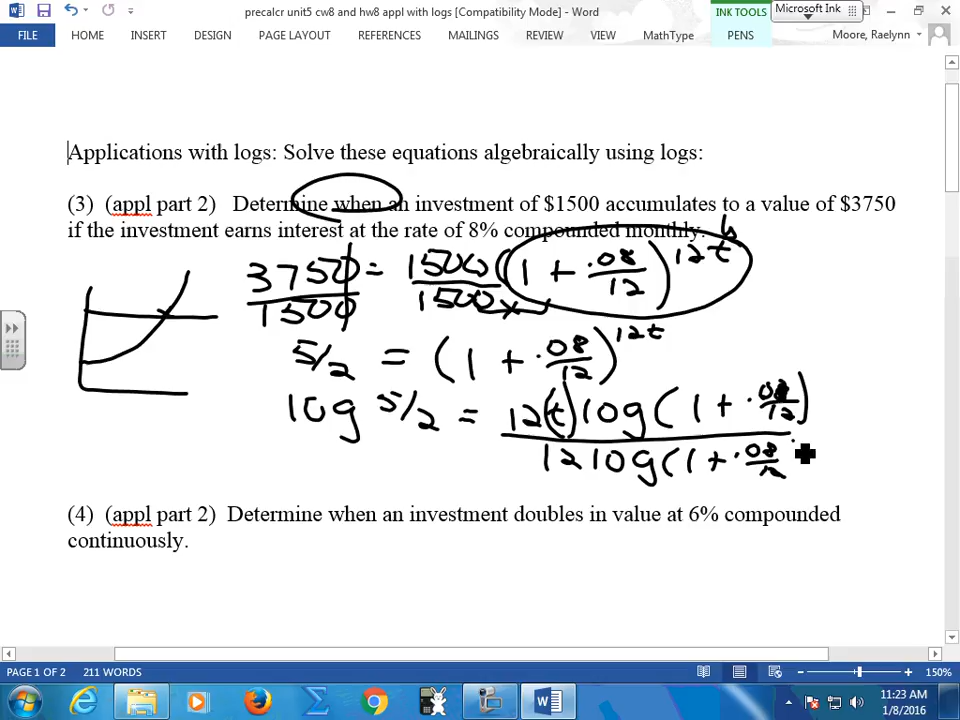 precalcr unit5 cw8 and hw8 appl with logs [Compatibility Mode] - Word
INK TOOLS
Microsoft Ink
FILE HOME INSERT DESIGN PAGE LAYOUT REFERENCES MAILINGS REVIEW VIEW MathType PENS Moore, Raelynn
Applications with logs: Solve these equations algebraically using logs:
(3) (appl part 2) Determine when an investment of $1500 accumulates to a value of $3750
if the investment earns interest at the rate of 8% compounded monthly.
3750 = 1500 (1 + .08/12)^12t
1500 1500
5/2 = (1 + .08/12)^12t
log 5/2 = 12(t) log (1 + .08/12)
12 log (1 + .08/12
(4) (appl part 2) Determine when an investment doubles in value at 6% compounded
continuously.
PAGE 1 OF 2 211 WORDS 150%
11:23 AM
1/8/2016